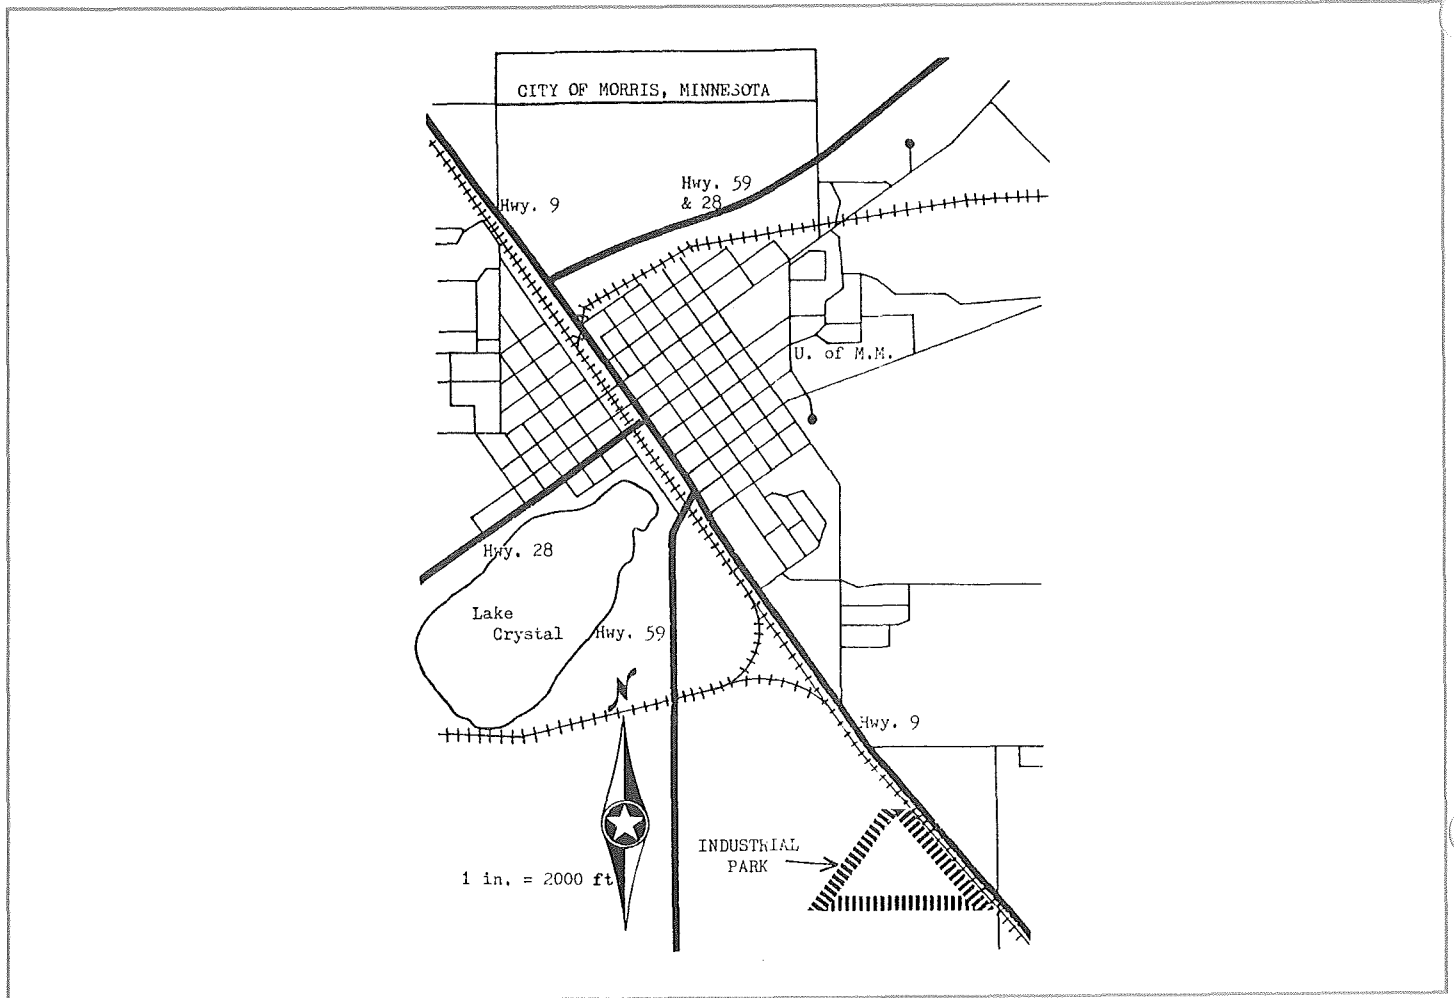 CITY OF MORRIS, MINNESOTA
Hwy. 59
& 28
Hwy. 9
U. of M.M.
Hwy. 28
Lake
Crystal
Hwy. 59
N
Hwy. 9
INDUSTRIAL
PARK
1 in. = 2000 ft